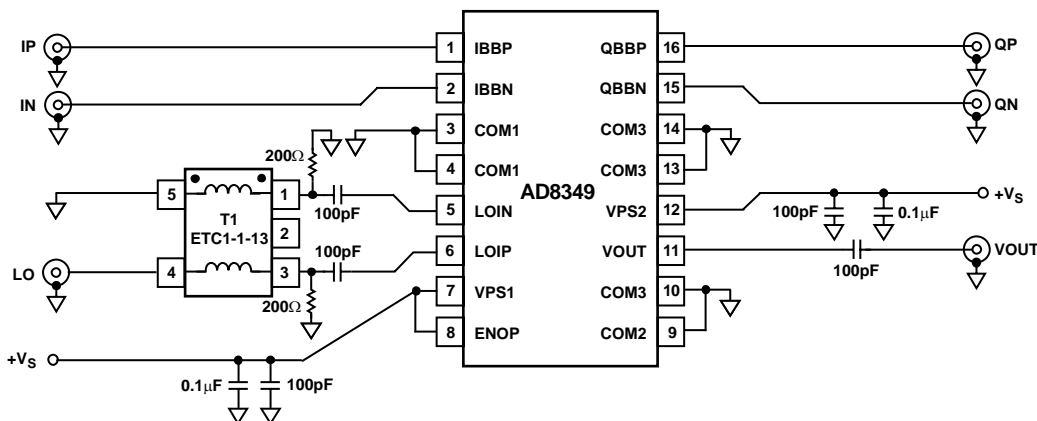 IP
IN
1 IBBP
2 IBBN
3 COM1
4 COM1
5 LOIN
6 LOIP
7 VPS1
8 ENOP
AD8349
QBBP 16
QBBN 15
COM3 14
COM3 13
VPS2 12
VOUT 11
COM3 10
COM2 9
QP
QN
200Ω
100pF
5
1
T1
ETC1-1-13
2
4
3
100pF
200Ω
LO
+VS
0.1μF
100pF
100pF
0.1μF
+VS
100pF
VOUT